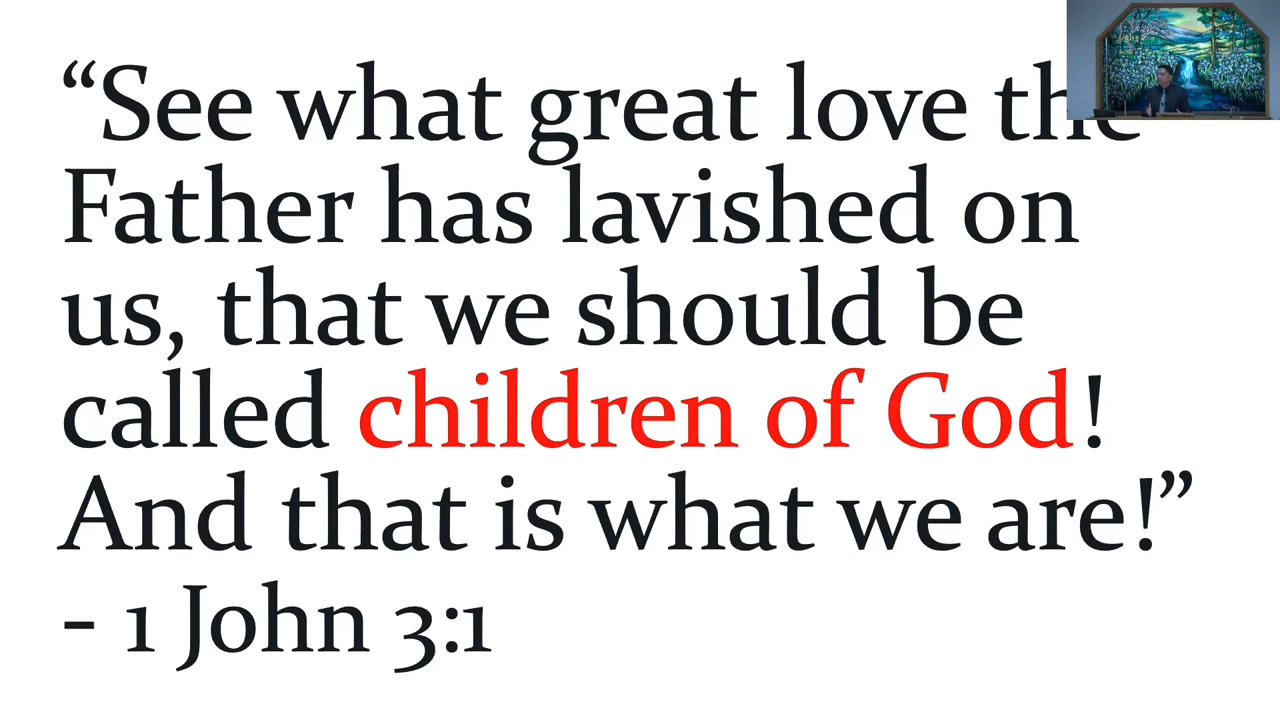 “See what great love the
Father has lavished on
us, that we should be
called children of God!
And that is what we are!”
- 1 John 3:1